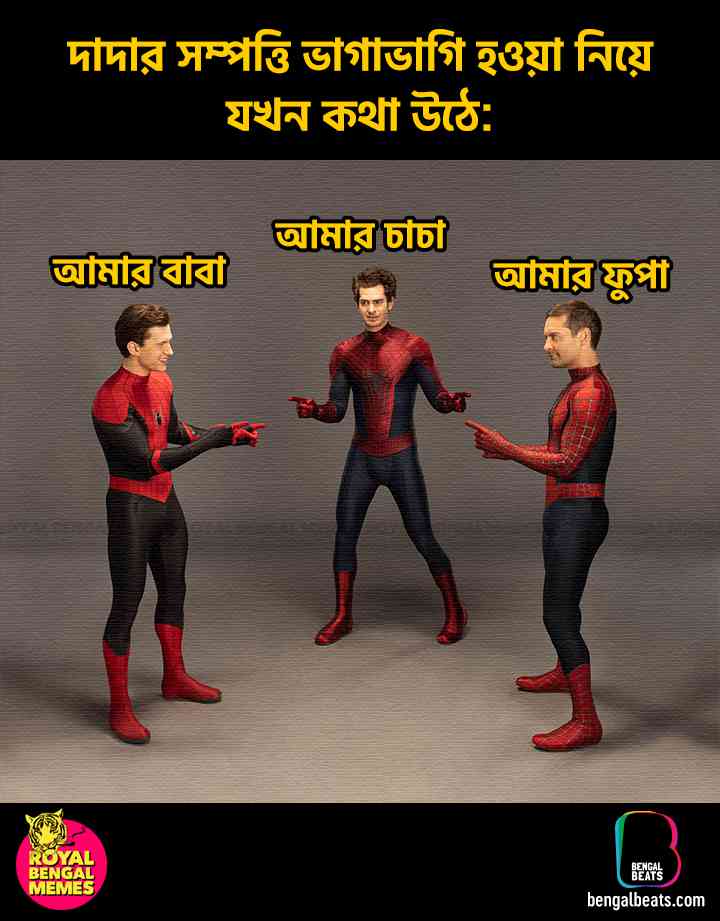 দাদার সম্পত্তি ভাগাভাগি হওয়া নিয়ে
যখন কথা উঠে:
আমার চাচা
আমার বাবা
আমার ফুপা
ROYAL
BENGAL
MEMES
BENGAL
BEATS
bengalbeats.com